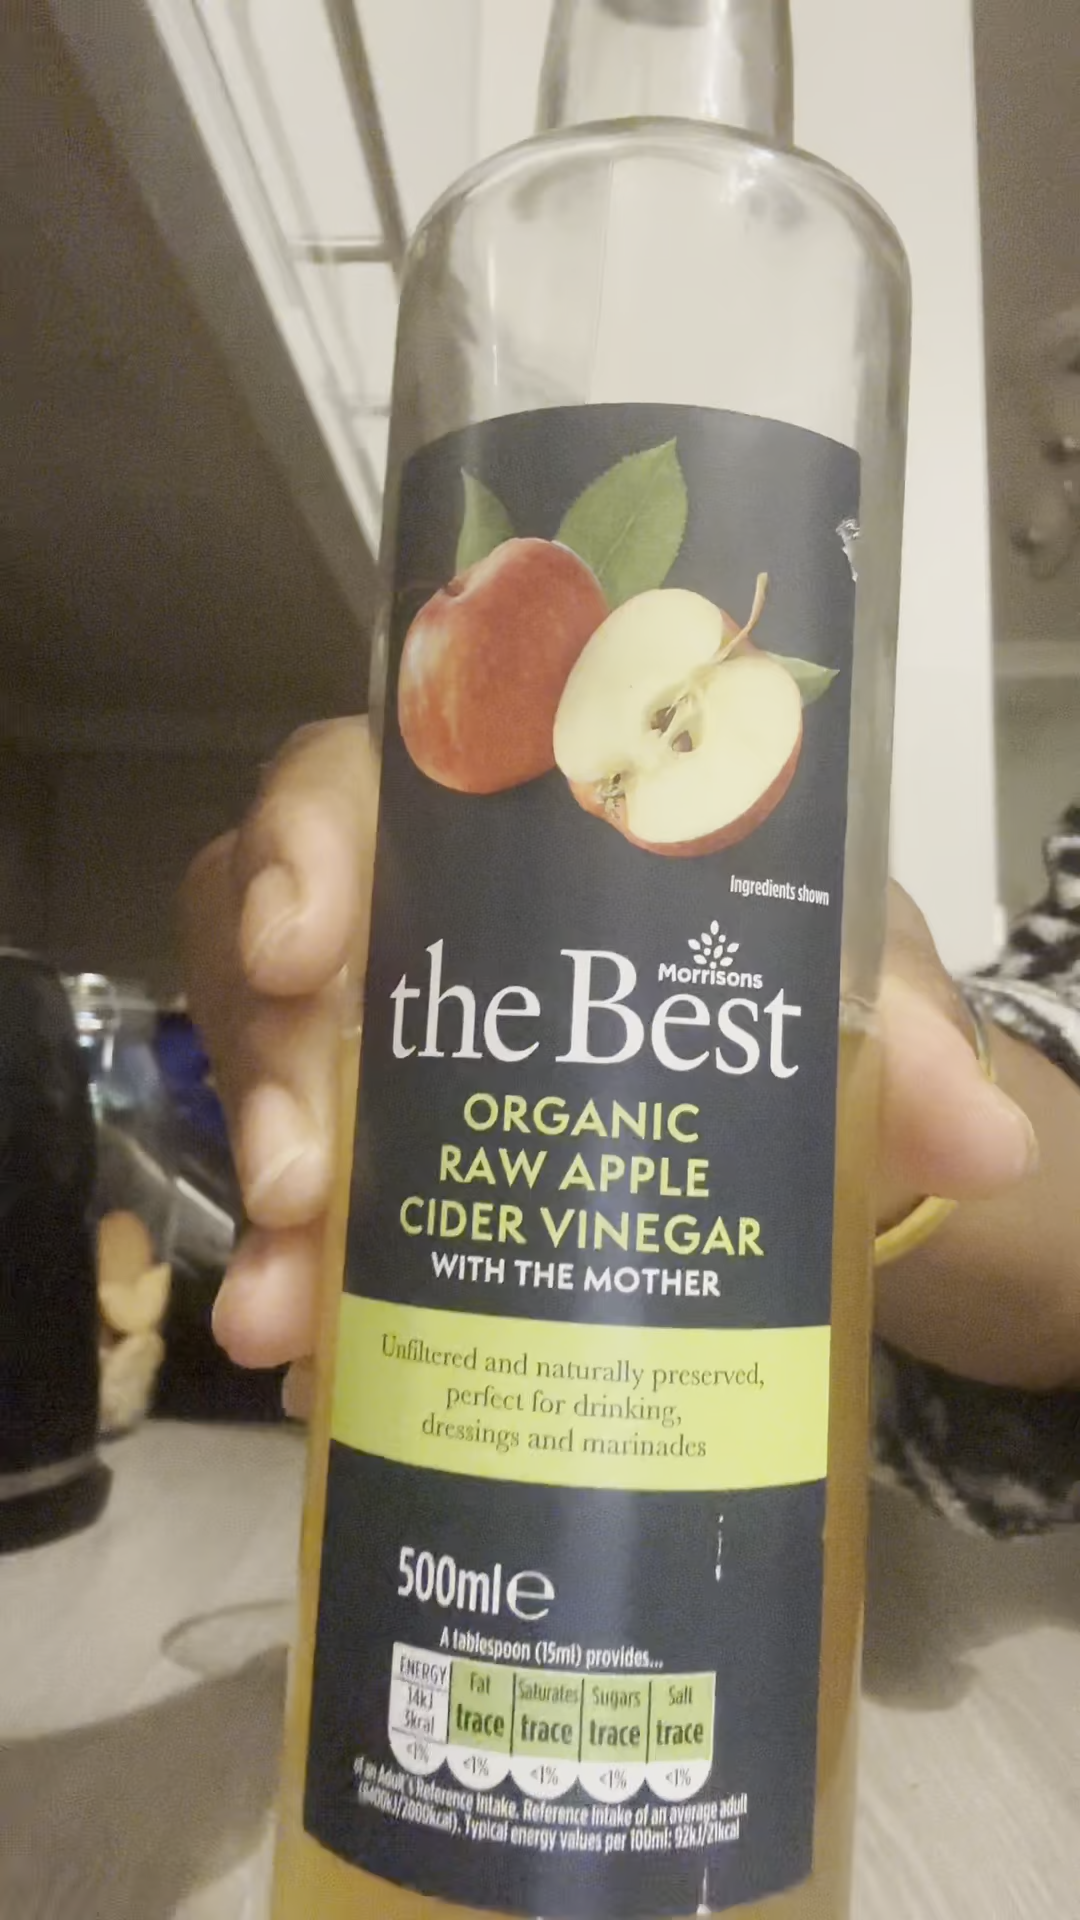 Ingredients shown
Morrisons
the Best
ORGANIC
RAW APPLE
CIDER VINEGAR
WITH THE MOTHER
Unfiltered and naturally preserved,
perfect for drinking,
dressings and marinades
500ml℮
A tablespoon (15ml) provides...
ENERGY Fat Saturates Sugars Salt
14kJ
3kcal trace trace trace trace
<1% <1% <1% <1% <1%
of an Adult's Reference Intake. Reference Intake of an average adult
(8400kJ/2000kcal). Typical energy values per 100ml: 92kJ/21kcal